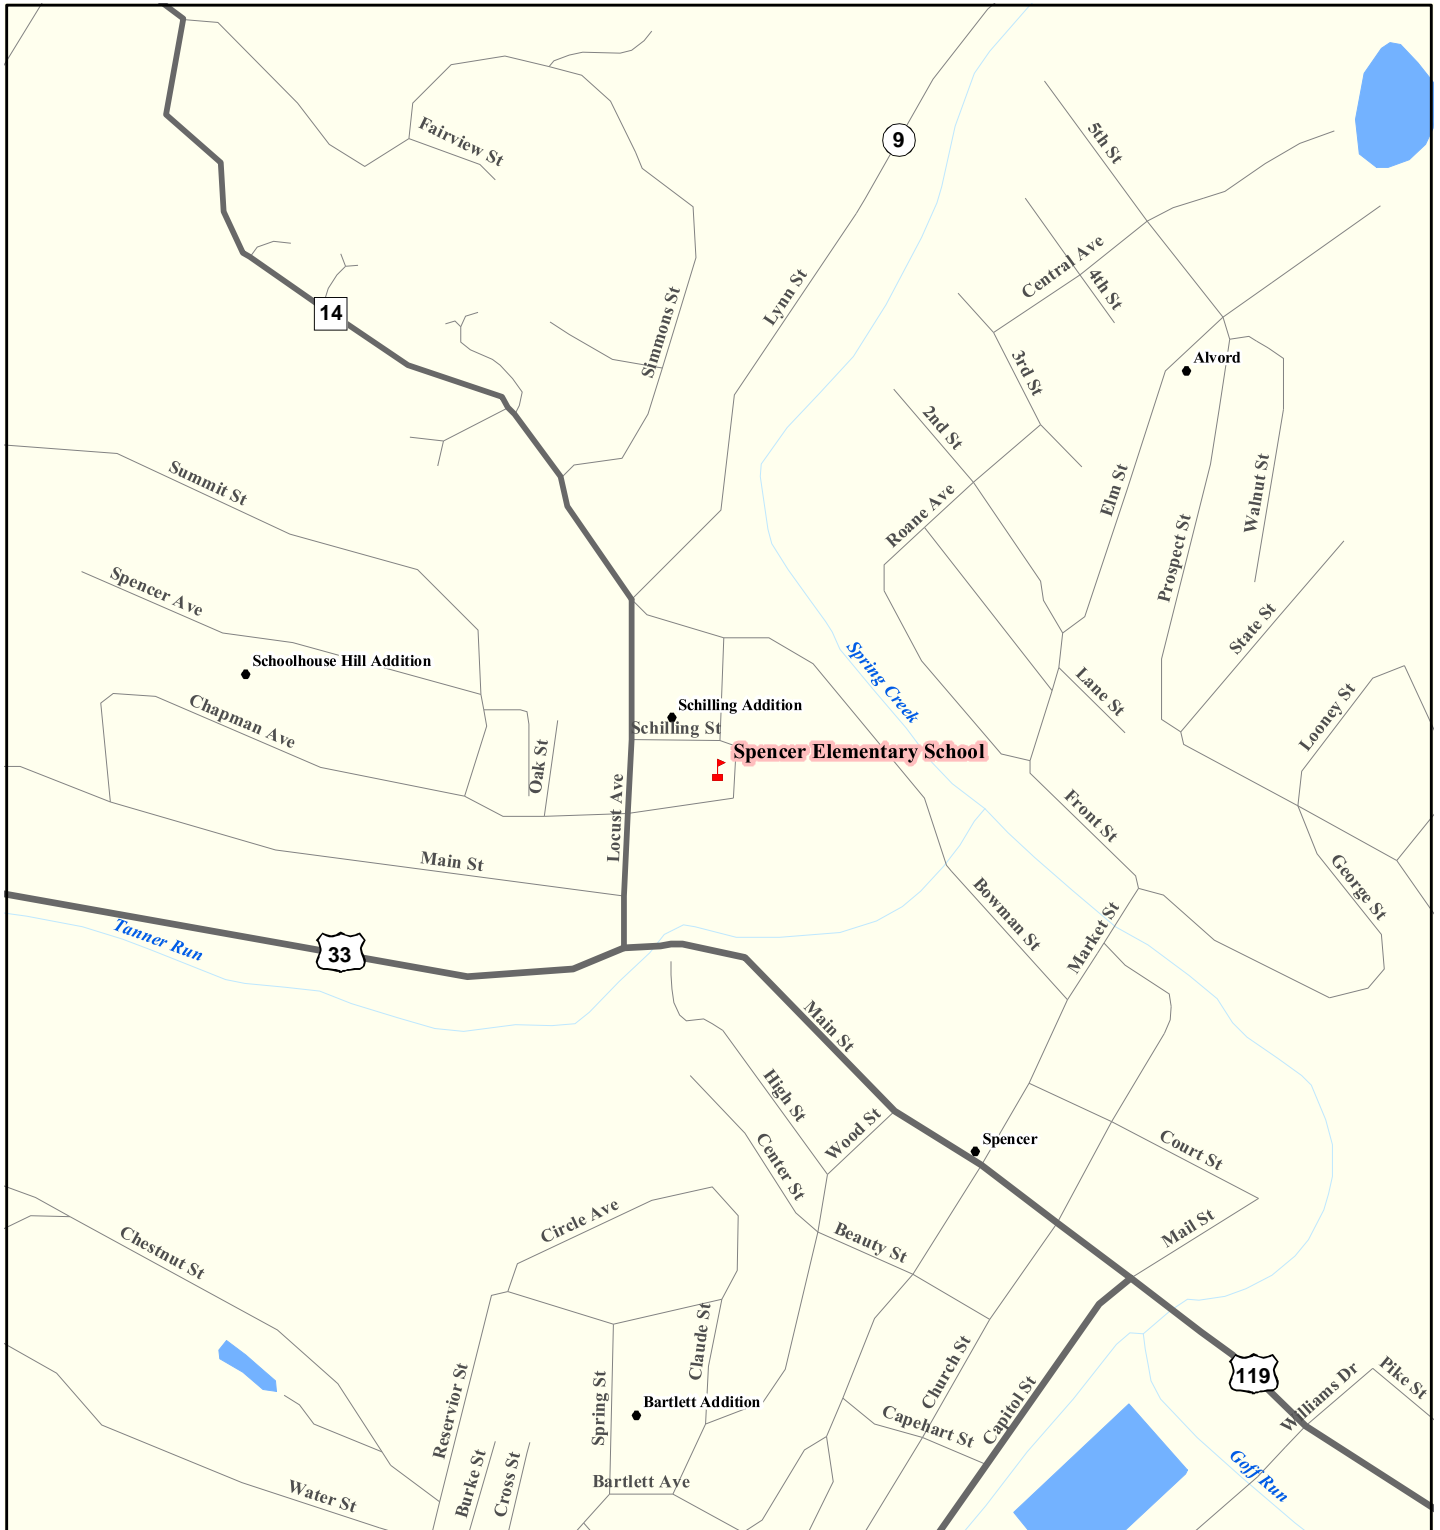 5th St
Fairview St
9
Central Ave
4th St
Lynn St
Simmons St
14
3rd St
Alvord
2nd St
Summit St
Elm St
Walnut St
Roane Ave
Prospect St
Spencer Ave
State St
Schoolhouse Hill Addition
Spring Creek
Lane St
Looney St
Chapman Ave
Schilling Addition
Schilling St
Oak St
Spencer Elementary School
Locust Ave
Front St
Main St
George St
Bowman St
Market St
Tanner Run
33
Main St
High St
Wood St
Spencer
Center St
Court St
Circle Ave
Beauty St
Mail St
Chestnut St
Claude St
Church St
119
Pike St
Williams Dr
Reservior St
Spring St
Bartlett Addition
Capitol St
Capehart St
Burke St
Cross St
Bartlett Ave
Water St
Goff Run